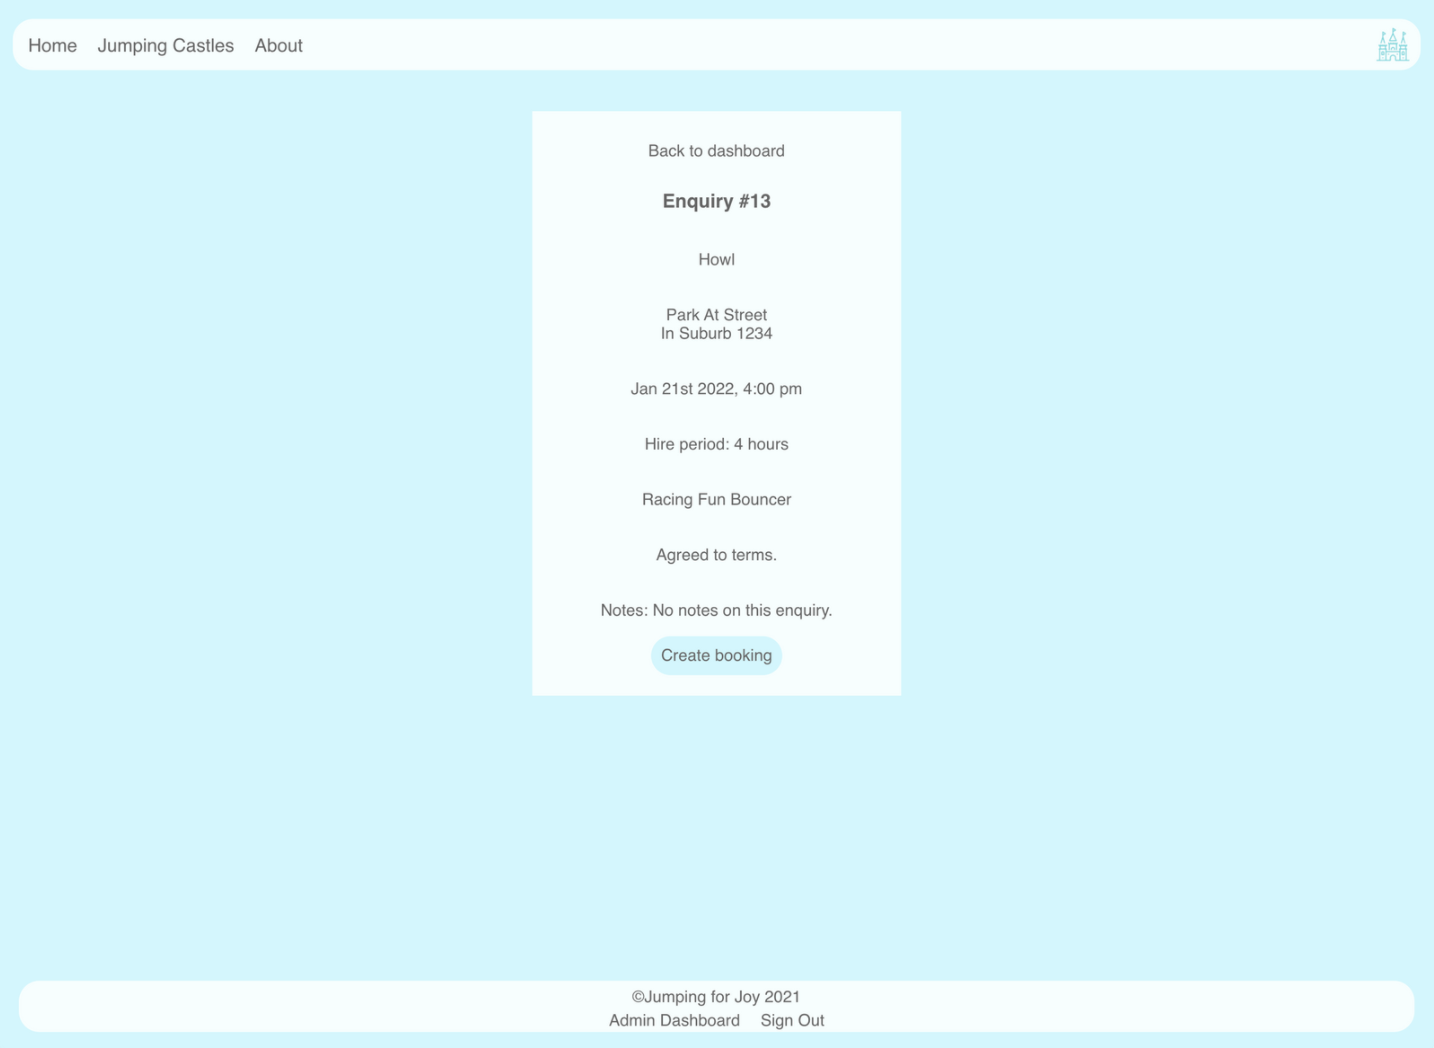 Home Jumping Castles About
Back to dashboard
Enquiry #13
Howl
Park At Street
In Suburb 1234
Jan 21st 2022, 4:00 pm
Hire period: 4 hours
Racing Fun Bouncer
Agreed to terms.
Notes: No notes on this enquiry.
Create booking
©Jumping for Joy 2021
Admin Dashboard Sign Out